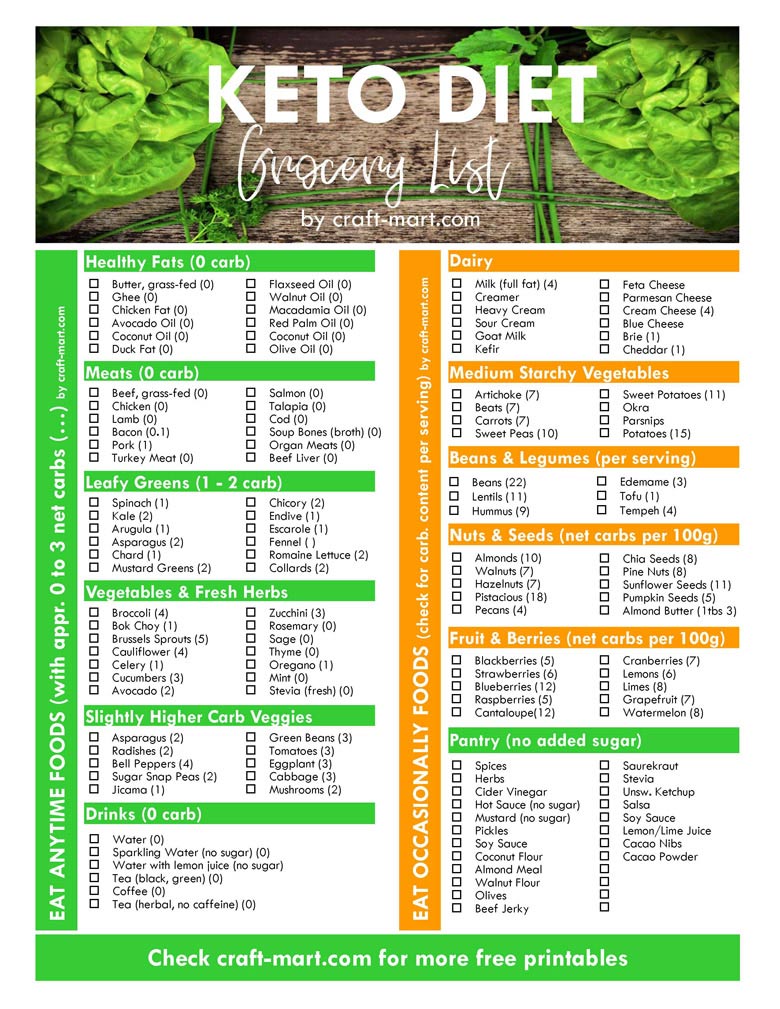 KETO DIET
Grocery List
by craft-mart.com
EAT ANYTIME FOODS (with appr. 0 to 3 net carbs (...) by craft-mart.com
Healthy Fats (0 carb)
Butter, grass-fed (0)
Ghee (0)
Chicken Fat (0)
Avocado Oil (0)
Coconut Oil (0)
Duck Fat (0)
Flaxseed Oil (0)
Walnut Oil (0)
Macadamia Oil (0)
Red Palm Oil (0)
Coconut Oil (0)
Olive Oil (0)
Meats (0 carb)
Beef, grass-fed (0)
Chicken (0)
Lamb (0)
Bacon (0.1)
Pork (1)
Turkey Meat (0)
Salmon (0)
Talapia (0)
Cod (0)
Soup Bones (broth) (0)
Organ Meats (0)
Beef Liver (0)
Leafy Greens (1 - 2 carb)
Spinach (1)
Kale (2)
Arugula (1)
Asparagus (2)
Chard (1)
Mustard Greens (2)
Chicory (2)
Endive (1)
Escarole (1)
Fennel ( )
Romaine Lettuce (2)
Collards (2)
Vegetables & Fresh Herbs
Broccoli (4)
Bok Choy (1)
Brussels Sprouts (5)
Cauliflower (4)
Celery (1)
Cucumbers (3)
Avocado (2)
Zucchini (3)
Rosemary (0)
Sage (0)
Thyme (0)
Oregano (1)
Mint (0)
Stevia (fresh) (0)
Slightly Higher Carb Veggies
Asparagus (2)
Radishes (2)
Bell Peppers (4)
Sugar Snap Peas (2)
Jicama (1)
Green Beans (3)
Tomatoes (3)
Eggplant (3)
Cabbage (3)
Mushrooms (2)
Drinks (0 carb)
Water (0)
Sparkling Water (no sugar) (0)
Water with lemon juice (no sugar)
Tea (black, green) (0)
Coffee (0)
Tea (herbal, no caffeine) (0)
EAT OCCASIONALLY FOODS (check for carb. content per serving) by craft-mart.com
Dairy
Milk (full fat) (4)
Creamer
Heavy Cream
Sour Cream
Goat Milk
Kefir
Feta Cheese
Parmesan Cheese
Cream Cheese (4)
Blue Cheese
Brie (1)
Cheddar (1)
Medium Starchy Vegetables
Artichoke (7)
Beats (7)
Carrots (7)
Sweet Peas (10)
Sweet Potatoes (11)
Okra
Parsnips
Potatoes (15)
Beans & Legumes (per serving)
Beans (22)
Lentils (11)
Hummus (9)
Edemame (3)
Tofu (1)
Tempeh (4)
Nuts & Seeds (net carbs per 100g)
Almonds (10)
Walnuts (7)
Hazelnuts (7)
Pistacious (18)
Pecans (4)
Chia Seeds (8)
Pine Nuts (8)
Sunflower Seeds (11)
Pumpkin Seeds (5)
Almond Butter (1tbs 3)
Fruit & Berries (net carbs per 100g)
Blackberries (5)
Strawberries (6)
Blueberries (12)
Raspberries (5)
Cantaloupe(12)
Cranberries (7)
Lemons (6)
Limes (8)
Grapefruit (7)
Watermelon (8)
Pantry (no added sugar)
Spices
Herbs
Cider Vinegar
Hot Sauce (no sugar)
Mustard (no sugar)
Pickles
Soy Sauce
Coconut Flour
Almond Meal
Walnut Flour
Olives
Beef Jerky
Saurekraut
Stevia
Unsw. Ketchup
Salsa
Soy Sauce
Lemon/Lime Juice
Cacao Nibs
Cacao Powder
Check craft-mart.com for more free printables